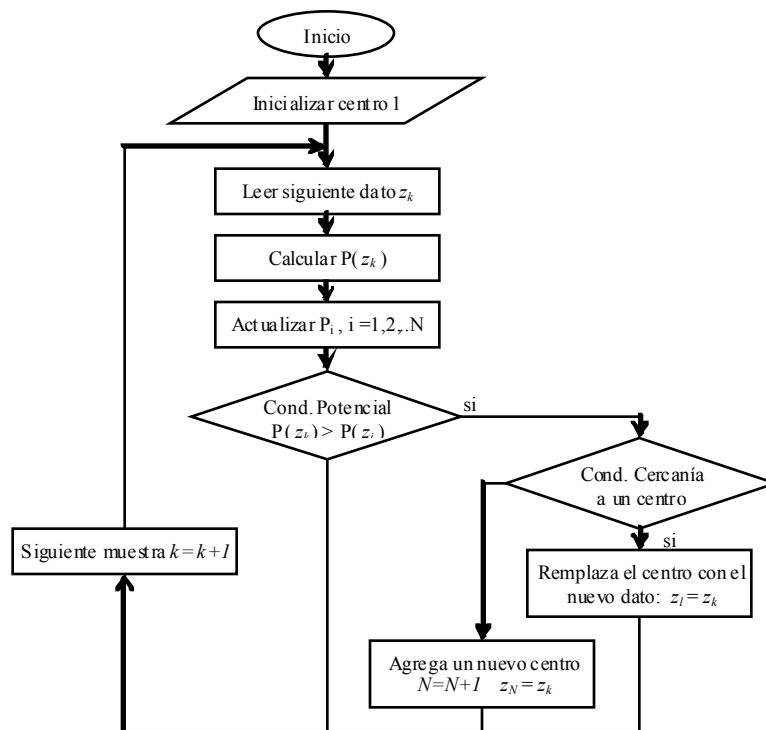 Inicio
Inicializar centro 1
Leer siguiente dato z_k
Calcular P(z_k)
Actualizar P_i , i =1,2,..N
Cond. Potencial
P(z_k) > P(z_i)
si
Cond. Cercanía
a un centro
si
Siguiente muestra k=k+1
Remplaza el centro con el
nuevo dato: z_l = z_k
Agrega un nuevo centro
N=N+1 z_N = z_k